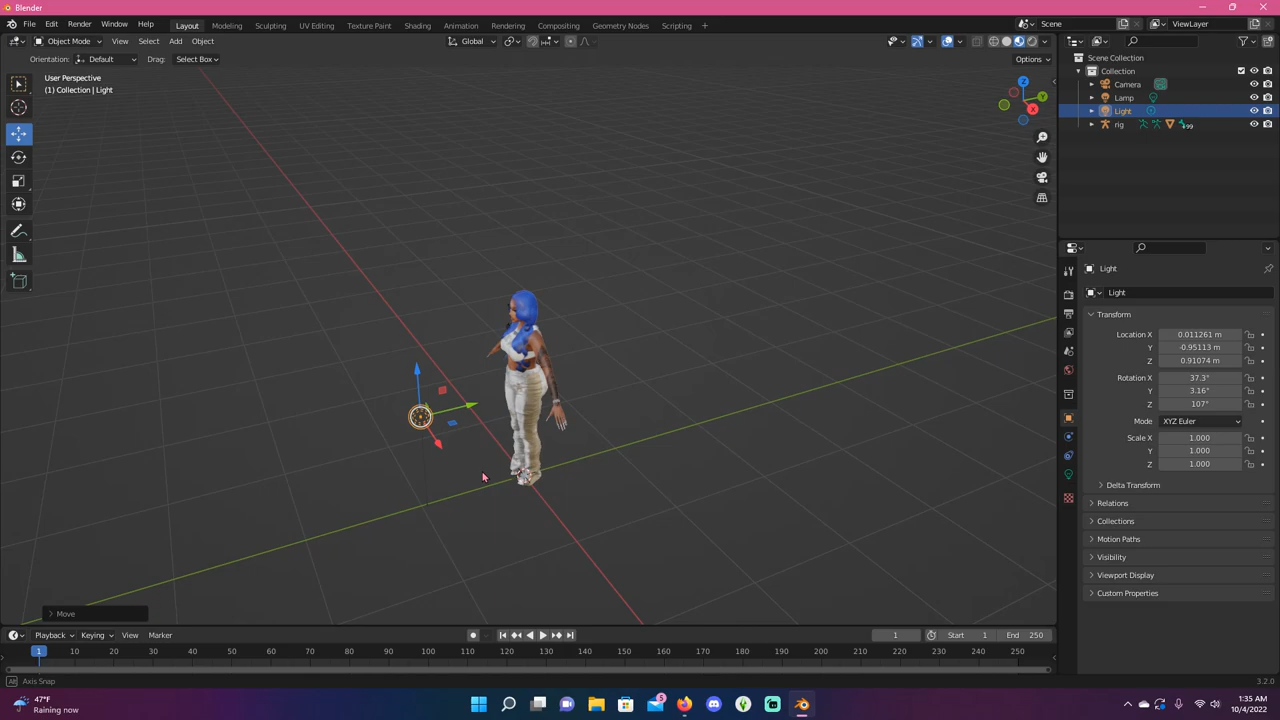 Blender
File Edit Render Window Help Layout Modeling Sculpting UV Editing Texture Paint Shading Animation Rendering Compositing Geometry Nodes Scripting + Scene ViewLayer
Object Mode View Select Add Object Global
Orientation: Default Drag: Select Box Options
User Perspective
(1) Collection | Light
Z
Y
X
Scene Collection
Collection
Camera
Lamp
Light
rig 99
Light
Light
Transform
Location X 0.011261 m
Y -0.95113 m
Z 0.91074 m
Rotation X 37.3°
Y 3.16°
Z 107°
Mode XYZ Euler
Scale X 1.000
Y 1.000
Z 1.000
Delta Transform
Relations
Collections
Motion Paths
Visibility
Viewport Display
Custom Properties
Move
Playback Keying View Marker 1 Start 1 End 250
1 10 20 30 40 50 60 70 80 90 100 110 120 130 140 150 160 170 180 190 200 210 220 230 240 250
Alt Axis Snap 3.2.0
47°F
Raining now
5
1:35 AM
10/4/2022